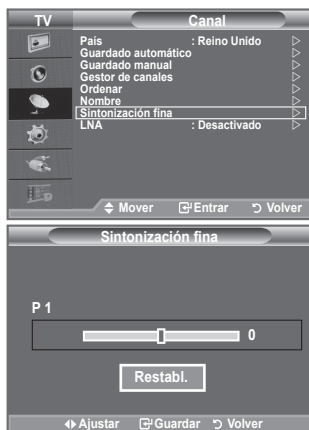 TV Canal
País : Reino Unido
Guardado automático
Guardado manual
Gestor de canales
Ordenar
Nombre
Sintonización fina
LNA : Desactivado
Mover Entrar Volver
Sintonización fina
P 1
0
Restabl.
Ajustar Guardar Volver